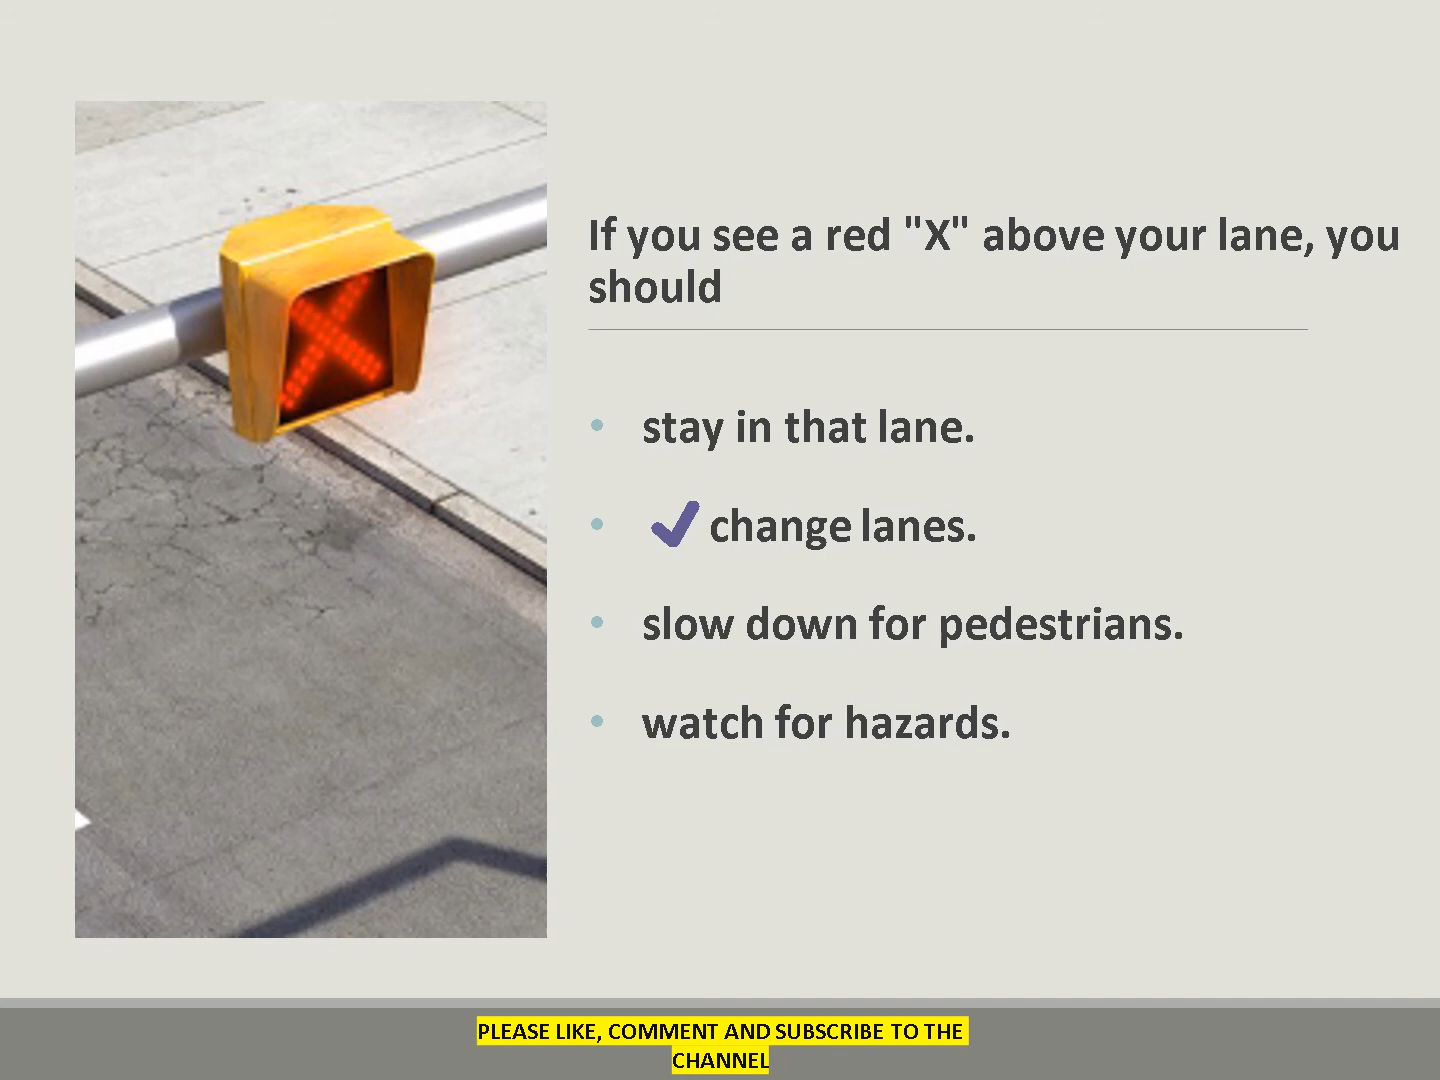 If you see a red "X" above your lane, you
should
• stay in that lane.
• ✔ change lanes.
• slow down for pedestrians.
• watch for hazards.
PLEASE LIKE, COMMENT AND SUBSCRIBE TO THE
CHANNEL